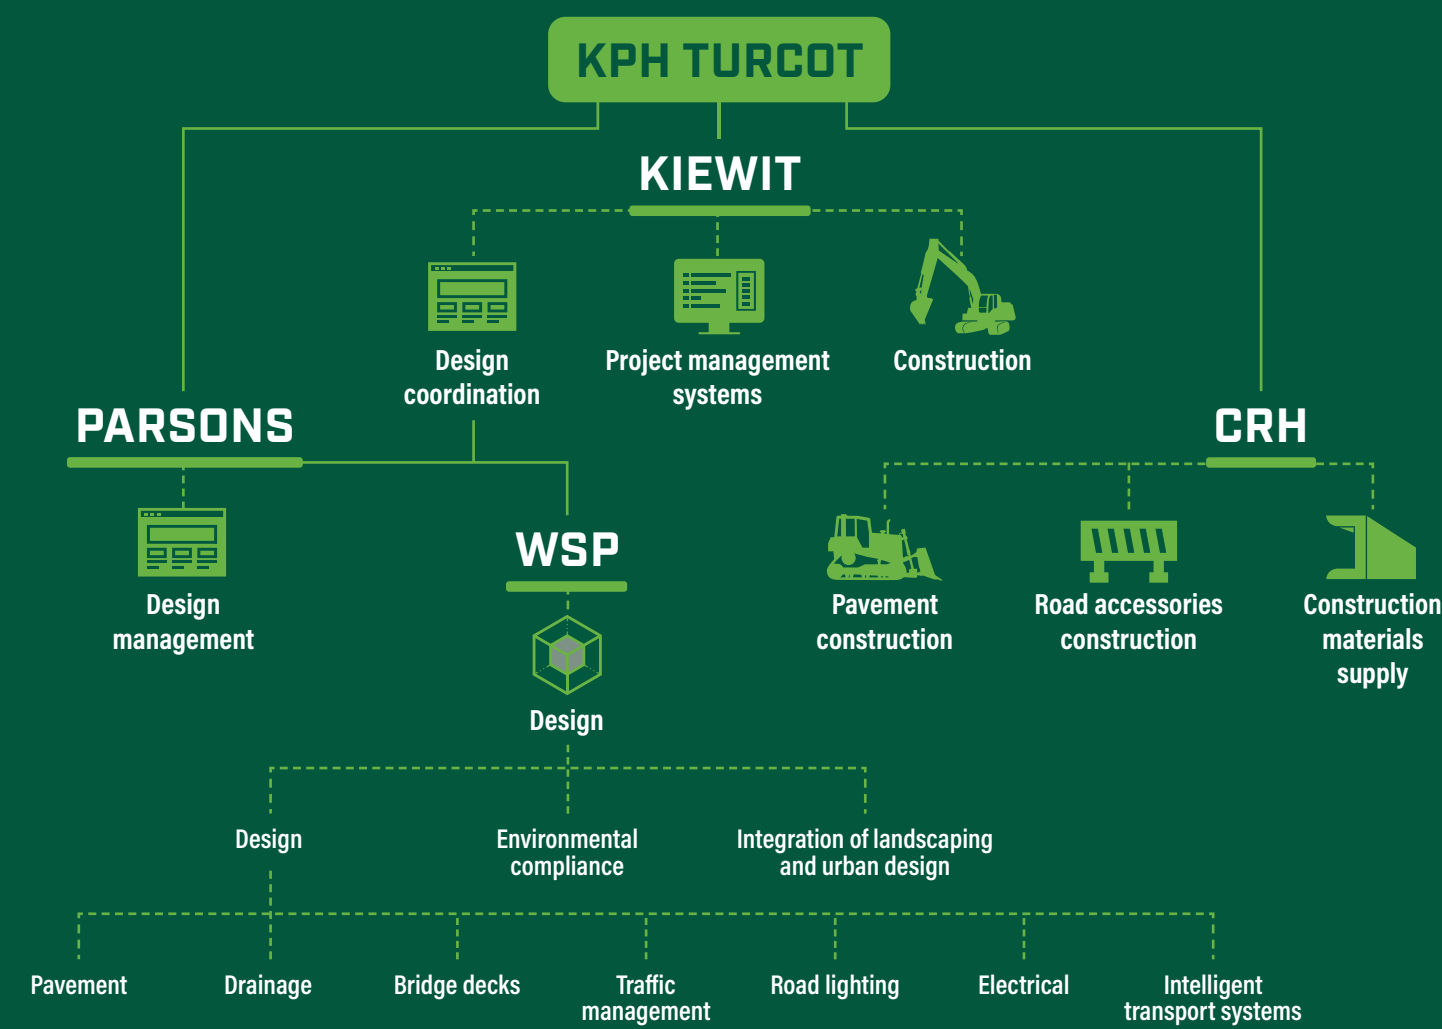 KPH TURCOT
KIEWIT
Design
coordination
Project management
systems
Construction
PARSONS
Design
management
CRH
Pavement
construction
Road accessories
construction
Construction
materials
supply
WSP
Design
Design
Environmental
compliance
Integration of landscaping
and urban design
Pavement
Drainage
Bridge decks
Traffic
management
Road lighting
Electrical
Intelligent
transport systems